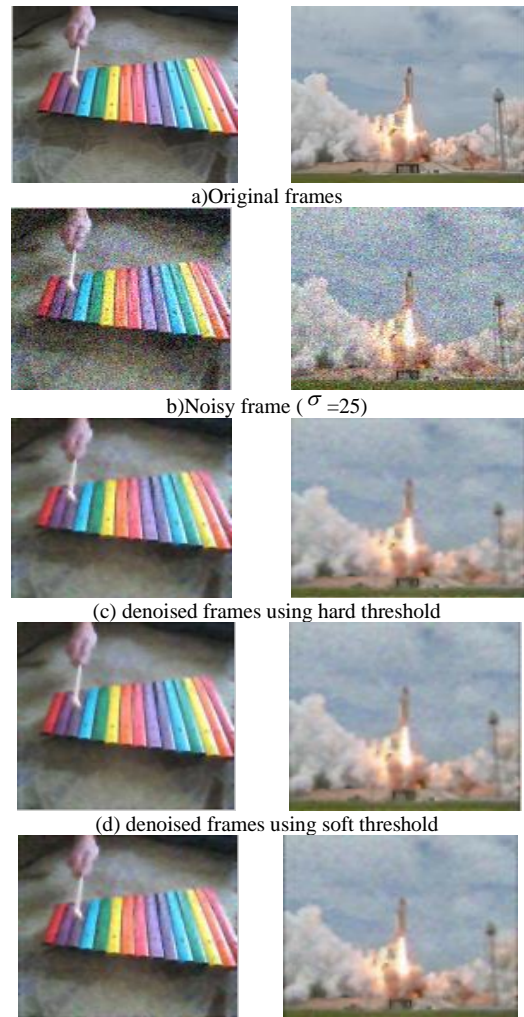 a)Original frames
b)Noisy frame ( σ =25)
(c) denoised frames using hard threshold
(d) denoised frames using soft threshold